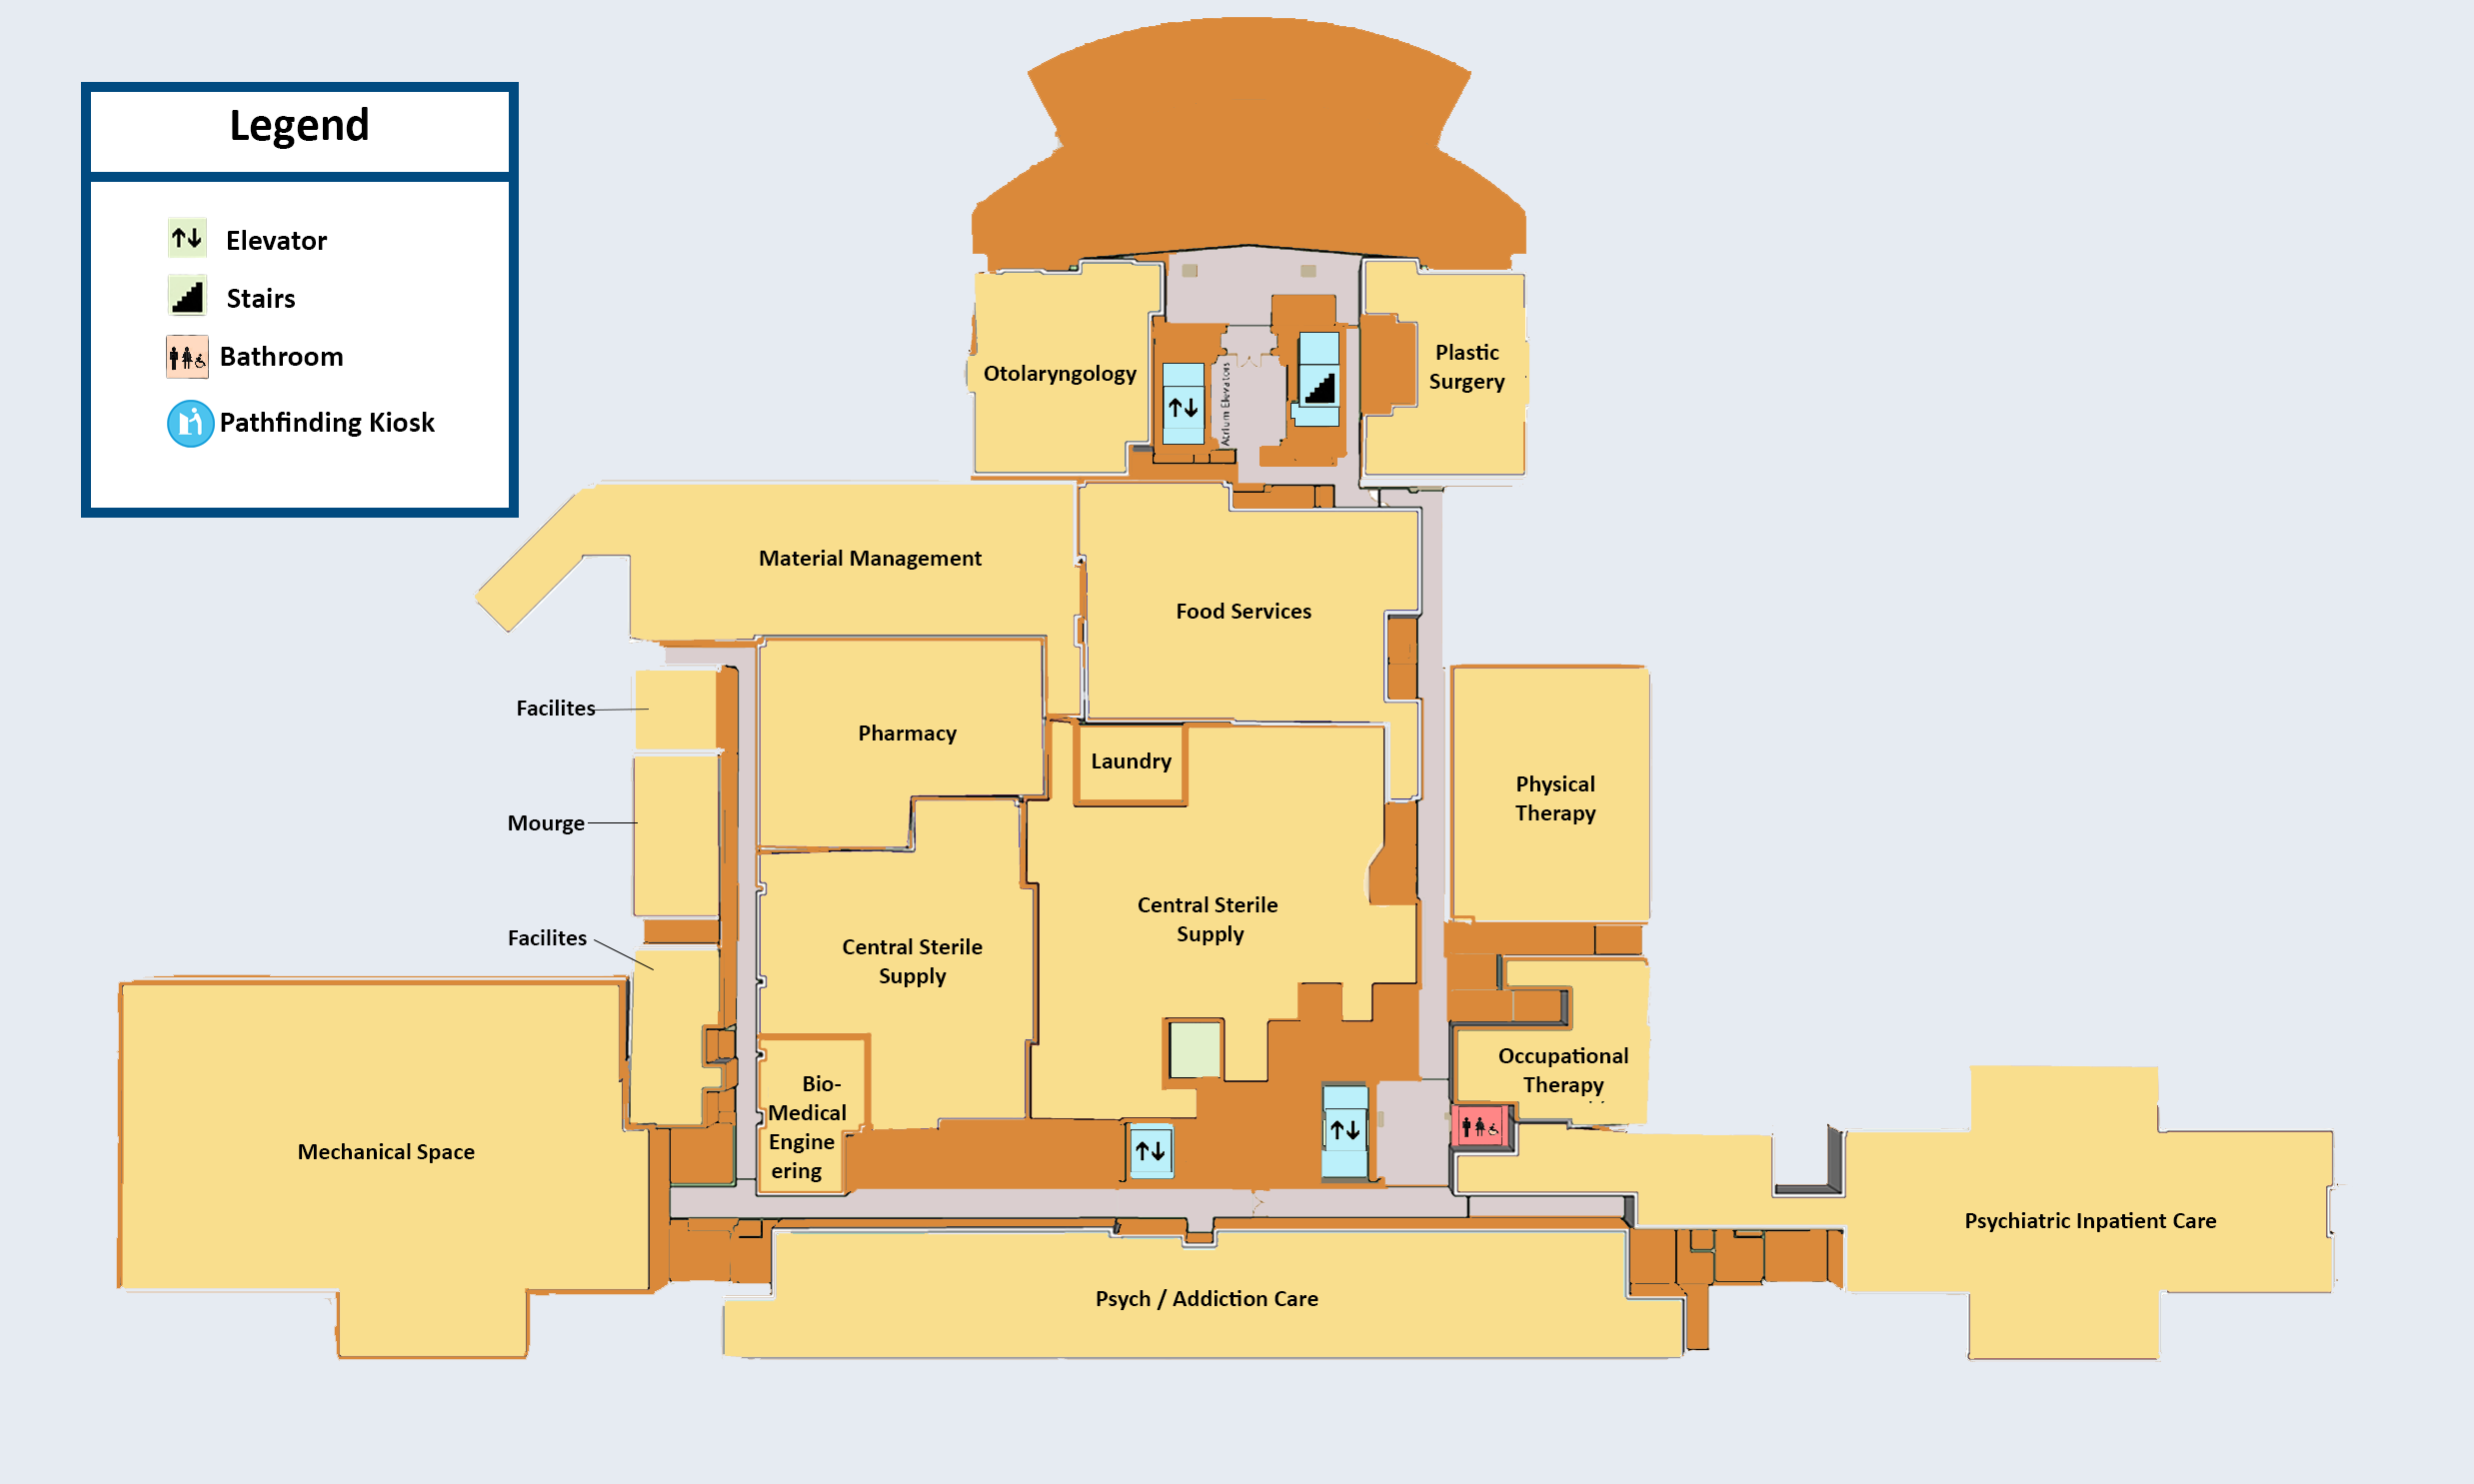 Legend
Elevator
Stairs
Bathroom
Pathfinding Kiosk
Otolaryngology
Atrium Elevators
Plastic
Surgery
Material Management
Food Services
Facilites
Pharmacy
Laundry
Physical
Therapy
Mourge
Facilites
Central Sterile
Supply
Central Sterile
Supply
Mechanical Space
Bio-
Medical
Engine
ering
Occupational
Therapy
Psychiatric Inpatient Care
Psych / Addiction Care